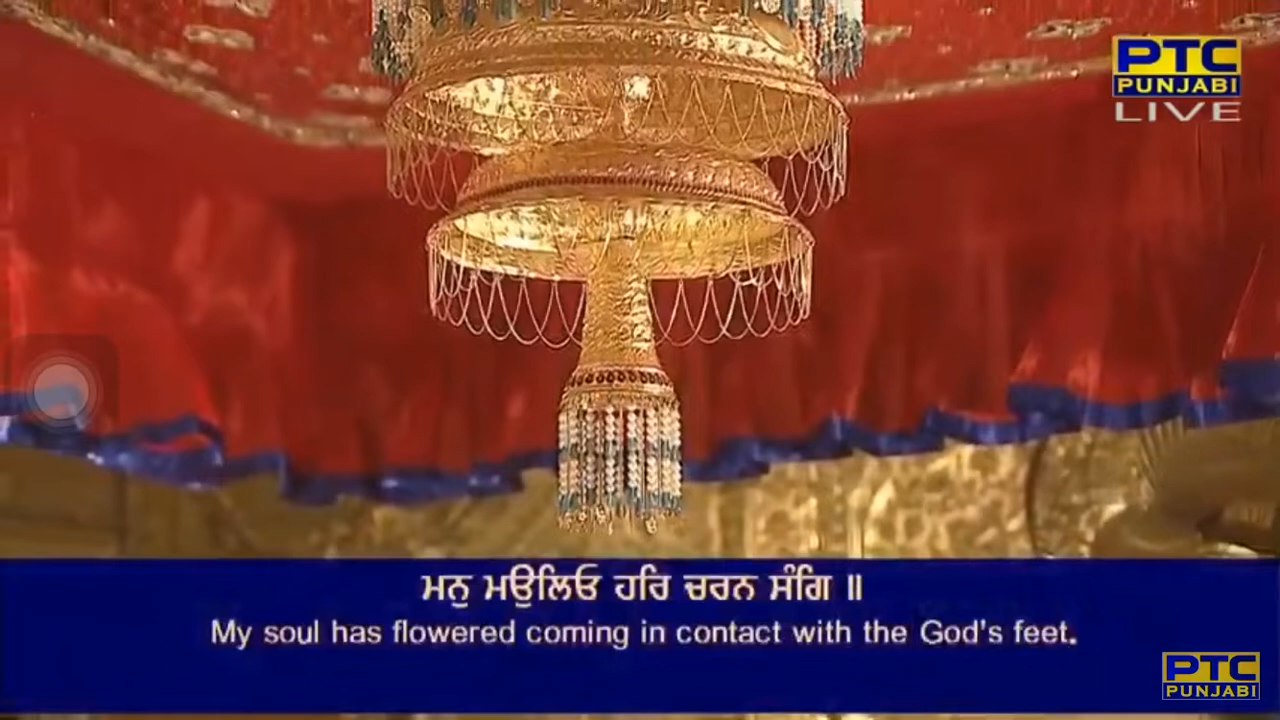 PTC
PUNJABI
LIVE
ਮਨੁ ਮਉਲਿਓ ਹਰਿ ਚਰਨ ਸੰਗਿ ॥
My soul has flowered coming in contact with the God's feet.
PTC
PUNJABI